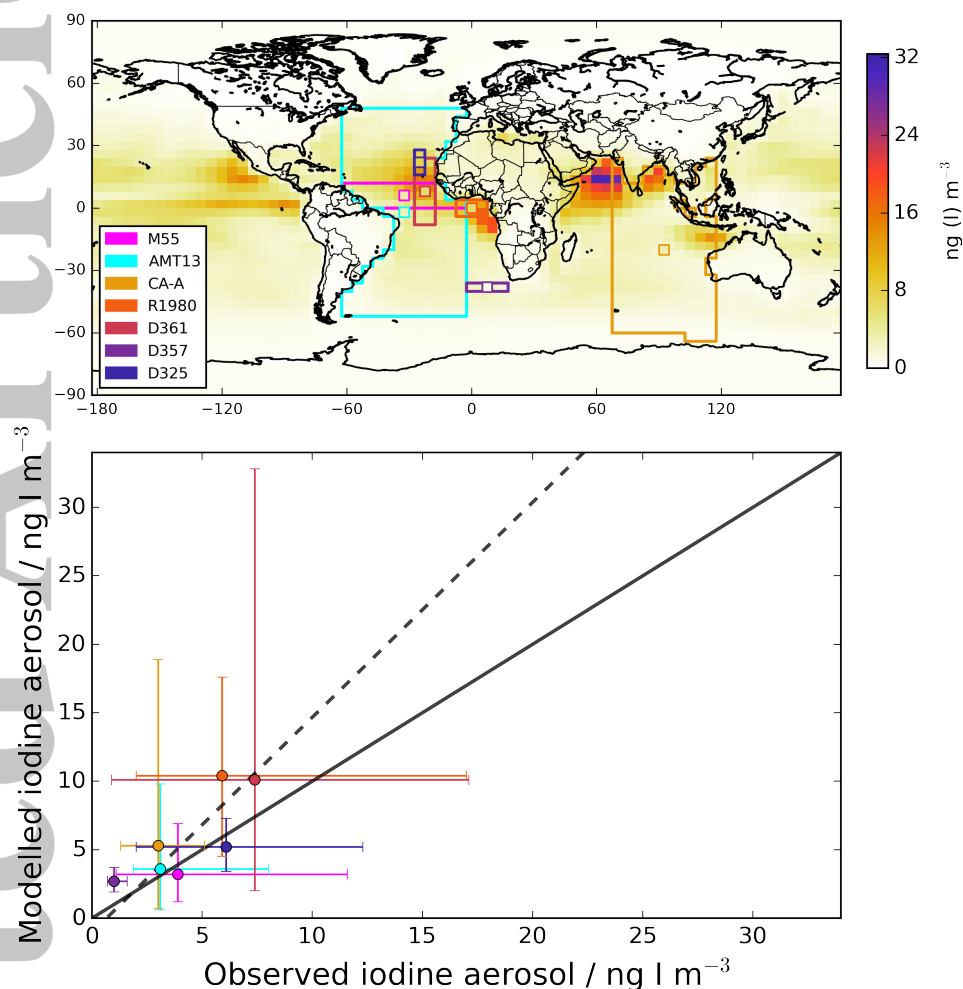 90
60
30
0
−30
−60
−90
−180 −120 −60 0 60 120
M55
AMT13
CA-A
R1980
D361
D357
D325
32
24
16
8
0
ng (I) m−3
30
25
20
15
10
5
0
0 5 10 15 20 25 30
Modelled iodine aerosol / ng I m−3
Observed iodine aerosol / ng I m−3